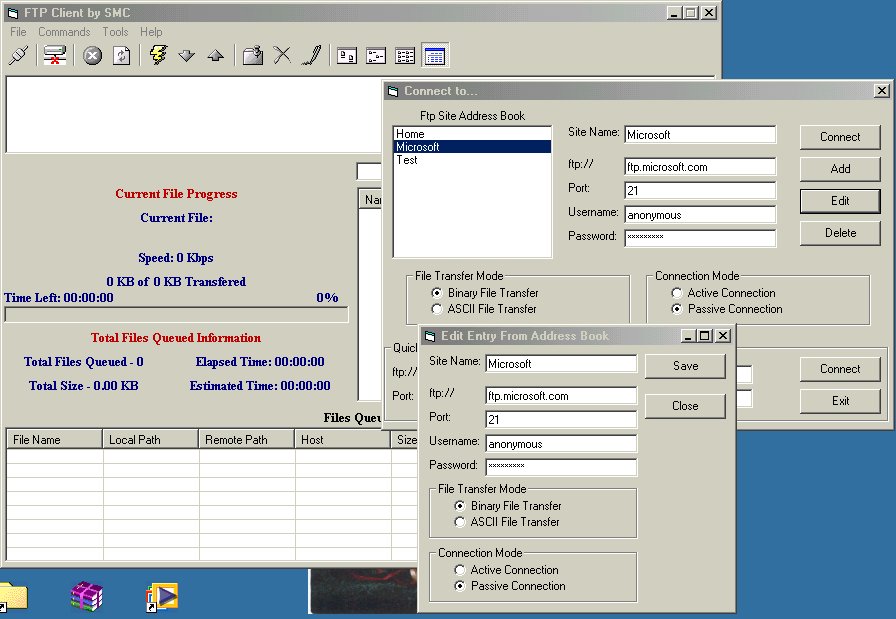 FTP Client by SMC
File Commands Tools Help
Current File Progress
Current File:
Speed: 0 Kbps
0 KB of 0 KB Transfered
Time Left: 00:00:00 0%
Total Files Queued Information
Total Files Queued - 0 Elapsed Time: 00:00:00
Total Size - 0.00 KB Estimated Time: 00:00:00
File Name Local Path Remote Path Host
Connect to...
Ftp Site Address Book
Home
Microsoft
Test
Site Name: Microsoft
ftp:// ftp.microsoft.com
Port: 21
Username: anonymous
Password: *********
Connect
Add
Edit
Delete
File Transfer Mode
Binary File Transfer
ASCII File Transfer
Connection Mode
Active Connection
Passive Connection
ftp://
Port:
Connect
Exit
Edit Entry From Address Book
Site Name: Microsoft
ftp:// ftp.microsoft.com
Port: 21
Username: anonymous
Password: *********
Save
Close
File Transfer Mode
Binary File Transfer
ASCII File Transfer
Connection Mode
Active Connection
Passive Connection